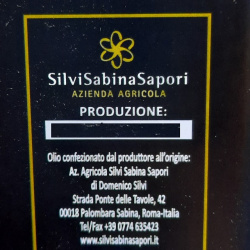 SilviSabinaSapori
AZIENDA AGRICOLA
PRODUZIONE:
Olio confezionato dal produttore all'origine:
Az. Agricola Silvi Sabina Sapori
di Domenico Silvi
Strada Ponte delle Tavole, 42
00018 Palombara Sabina, Roma-Italia
Tel/Fax +39 0774 635423
www.silvisabinasapori.it